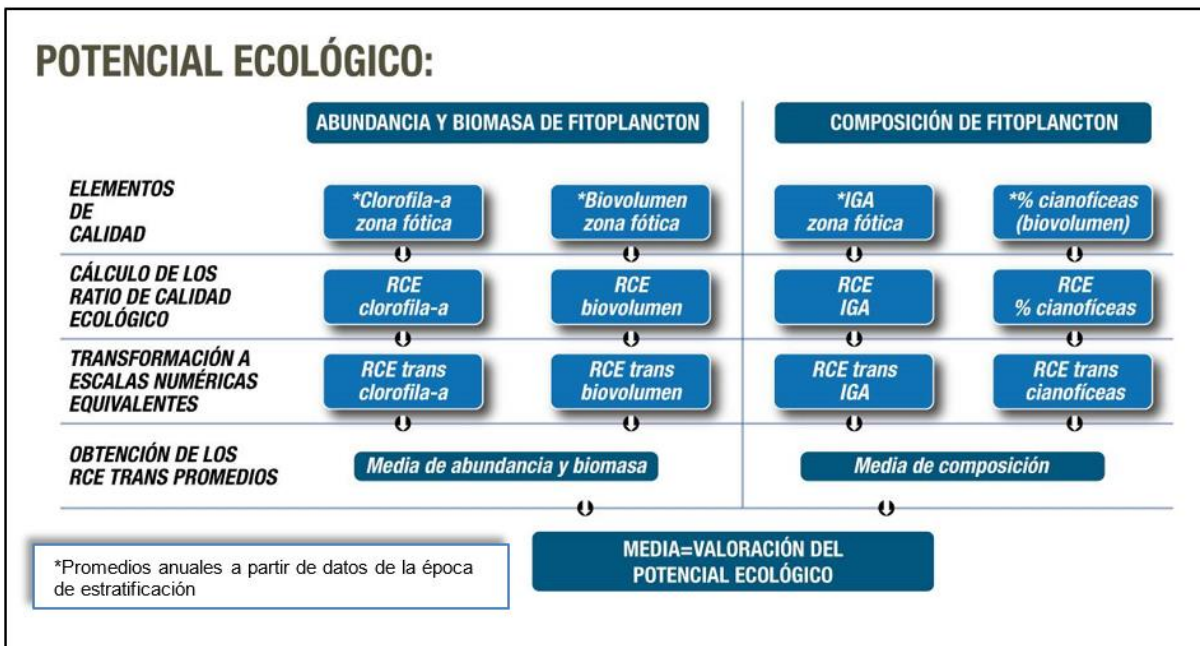 POTENCIAL ECOLÓGICO:
ABUNDANCIA Y BIOMASA DE FITOPLANCTON
COMPOSICIÓN DE FITOPLANCTON
ELEMENTOS
DE
CALIDAD
*Clorofila-a
zona fótica
*Biovolumen
zona fótica
*IGA
zona fótica
*% cianofíceas
(biovolumen)
CÁLCULO DE LOS
RATIO DE CALIDAD
ECOLÓGICO
RCE
clorofila-a
RCE
biovolumen
RCE
IGA
RCE
% cianofíceas
TRANSFORMACIÓN A
ESCALAS NUMÉRICAS
EQUIVALENTES
RCE trans
clorofila-a
RCE trans
biovolumen
RCE trans
IGA
RCE trans
cianofíceas
OBTENCIÓN DE LOS
RCE TRANS PROMEDIOS
Media de abundancia y biomasa
Media de composición
MEDIA=VALORACIÓN DEL
POTENCIAL ECOLÓGICO
*Promedios anuales a partir de datos de la época
de estratificación